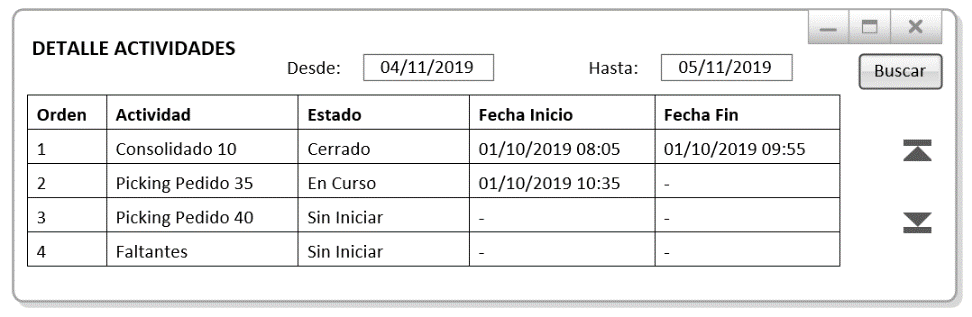 DETALLE ACTIVIDADES
Desde: 04/11/2019 Hasta: 05/11/2019 Buscar
Orden Actividad Estado Fecha Inicio Fecha Fin
1 Consolidado 10 Cerrado 01/10/2019 08:05 01/10/2019 09:55
2 Picking Pedido 35 En Curso 01/10/2019 10:35 -
3 Picking Pedido 40 Sin Iniciar - -
4 Faltantes Sin Iniciar - -